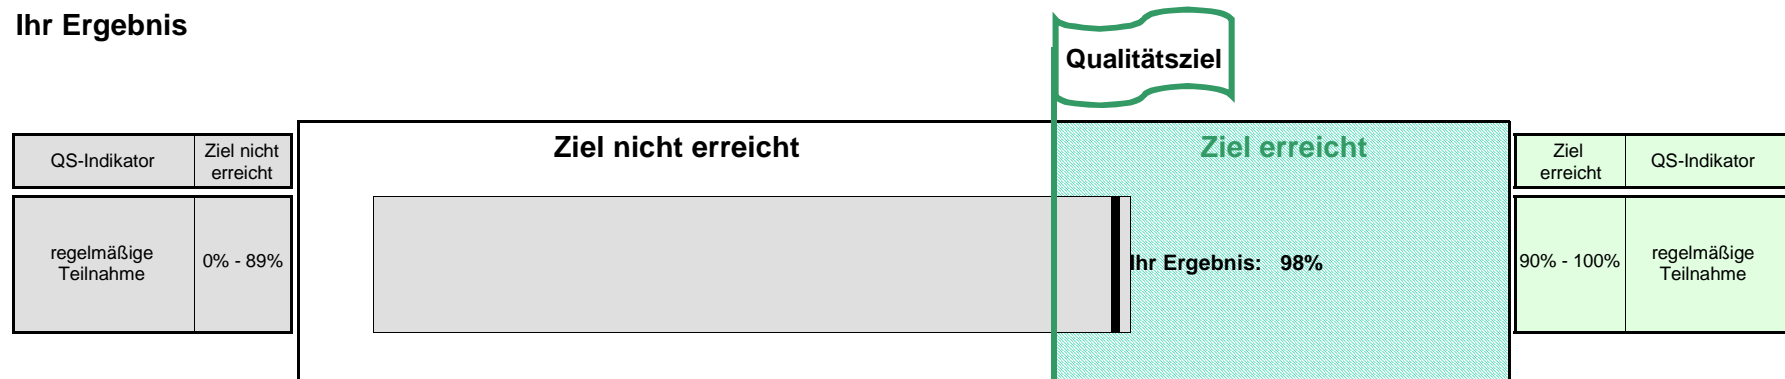 Ihr Ergebnis
Qualitätsziel
Ziel nicht erreicht
Ziel erreicht
QS-Indikator
Ziel nicht
erreicht
Ziel
erreicht
QS-Indikator
regelmäßige
Teilnahme
0% - 89%
Ihr Ergebnis: 98%
90% - 100%
regelmäßige
Teilnahme